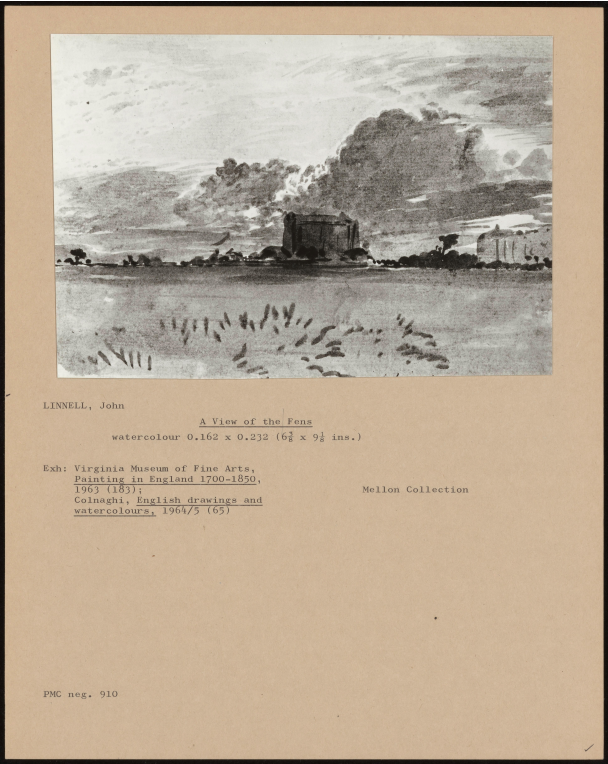 LINNELL, John
A View of the Fens
watercolour 0.162 x 0.232 (6⅜ x 9⅛ ins.)
Exh: Virginia Museum of Fine Arts,
Painting in England 1700-1850,
1963 (183);
Mellon Collection
Colnaghi, English drawings and
watercolours, 1964/5 (65)
PMC neg. 910